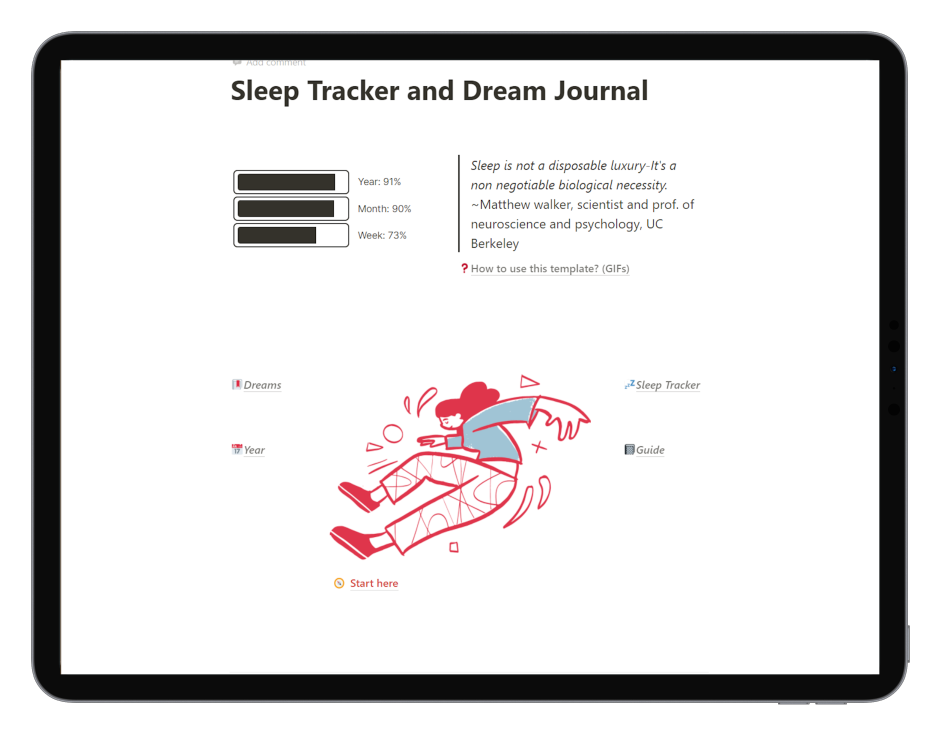 Add comment
Sleep Tracker and Dream Journal
Year: 91%
Month: 90%
Week: 73%
Sleep is not a disposable luxury-It's a
non negotiable biological necessity.
~Matthew walker, scientist and prof. of
neuroscience and psychology, UC
Berkeley
❓How to use this template? (GIFs)
Dreams
Sleep Tracker
Year
Guide
Start here